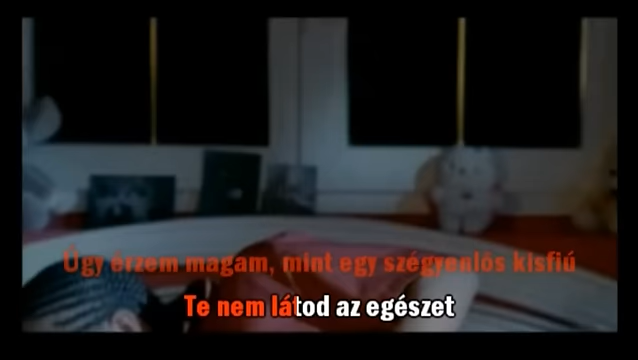 Úgy érzem magam, mint egy szégyenlős kisfiú
Te nem látod az egészet